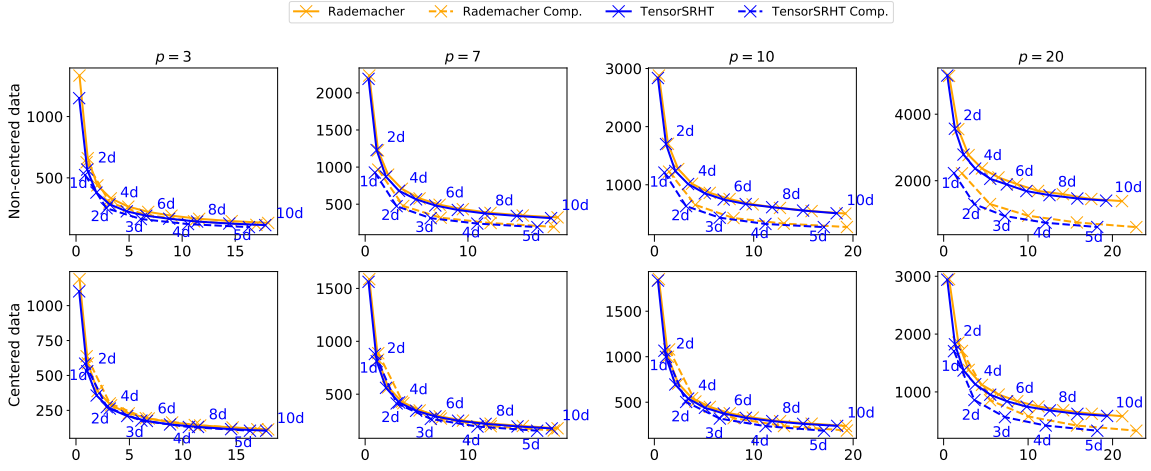 Rademacher Rademacher Comp. TensorSRHT TensorSRHT Comp.
p = 3 p = 7 p = 10 p = 20
Non-centered data
1000
500
0 5 10 15
2d 4d 6d 8d 10d
1d 2d 3d 4d 5d
2000
1500
1000
500
0 10
2d 4d 6d 8d 10d
1d 2d 3d 4d 5d
3000
2000
1000
0 5 10 15 20
2d 4d 6d 8d 10d
1d 2d 3d 4d 5d
4000
2000
0 10 20
2d 4d 6d 8d 10d
1d 2d 3d 4d 5d
Centered data
1000
750
500
250
0 5 10 15
2d 4d 6d 8d 10d
1d 2d 3d 4d 5d
1500
1000
500
0 10
2d 4d 6d 8d 10d
1d 2d 3d 4d 5d
1500
1000
500
0 5 10 15 20
2d 4d 6d 8d 10d
1d 2d 3d 4d 5d
3000
2000
1000
0 10 20
2d 4d 6d 8d 10d
1d 2d 3d 4d 5d